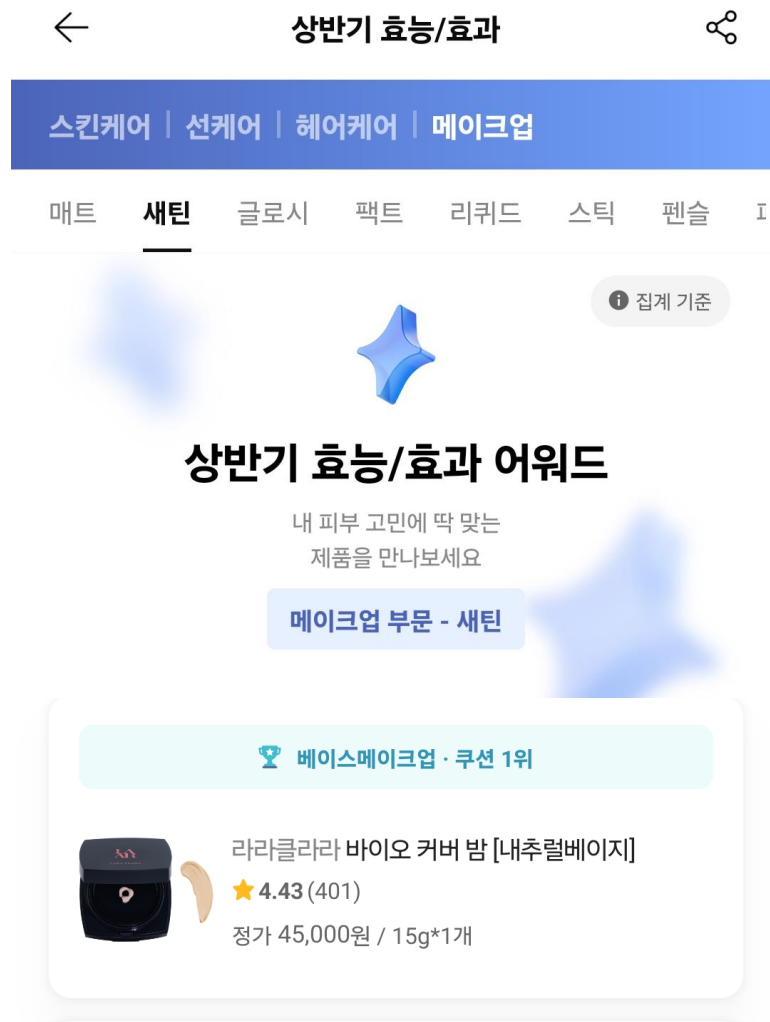 상반기 효능/효과
스킨케어 | 선케어 | 헤어케어 | 메이크업
매트 새틴 글로시 팩트 리퀴드 스틱 펜슬
집계 기준
상반기 효능/효과 어워드
내 피부 고민에 딱 맞는
제품을 만나보세요
메이크업 부문 - 새틴
베이스메이크업 · 쿠션 1위
라라클라라 바이오 커버 밤 [내추럴베이지]
4.43 (401)
정가 45,000원 / 15g*1개